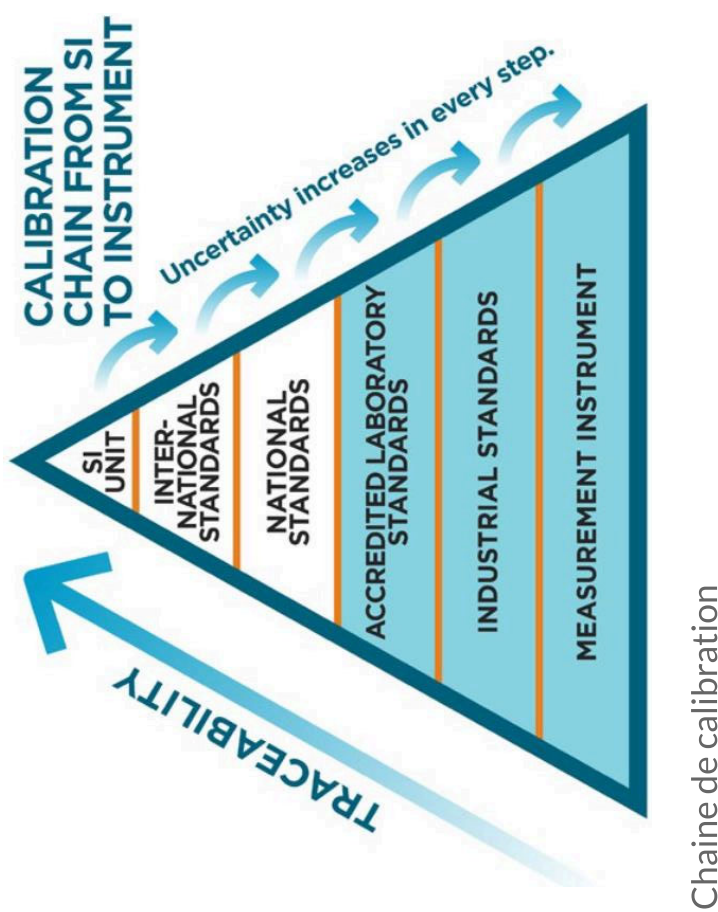 CALIBRATION
CHAIN FROM SI
TO INSTRUMENT
Uncertainty increases in every step.
SI
UNIT
INTER-
NATIONAL
STANDARDS
NATIONAL
STANDARDS
ACCREDITED LABORATORY
STANDARDS
INDUSTRIAL STANDARDS
MEASUREMENT INSTRUMENT
TRACEABILITY
Chaine de calibration